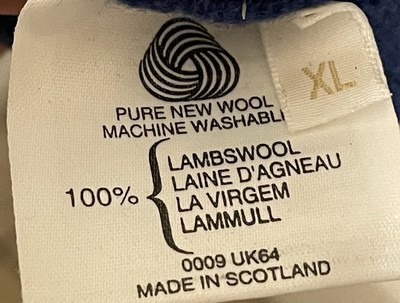 XL
PURE NEW WOOL
MACHINE WASHABL
100%
LAMBSWOOL
LAINE D'AGNEAU
LA VIRGEM
LAMMULL
0009 UK64
MADE IN SCOTLAND